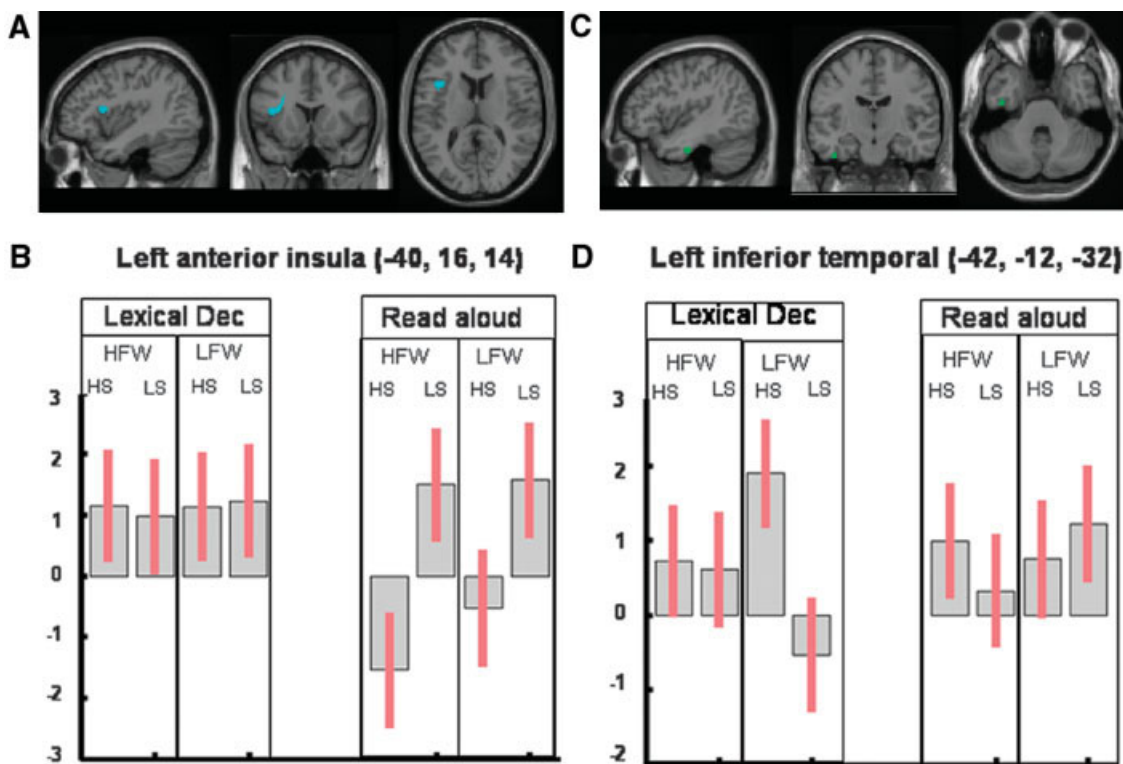 A
C
B Left anterior insula (-40, 16, 14)
Lexical Dec Read aloud
HFW LFW HFW LFW
HS LS HS LS HS LS HS LS
3
2
1
0
-1
-2
-3
D Left inferior temporal (-42, -12, -32)
Lexical Dec Read aloud
HFW LFW HFW LFW
HS LS HS LS HS LS HS LS
3
2
1
0
-1
-2